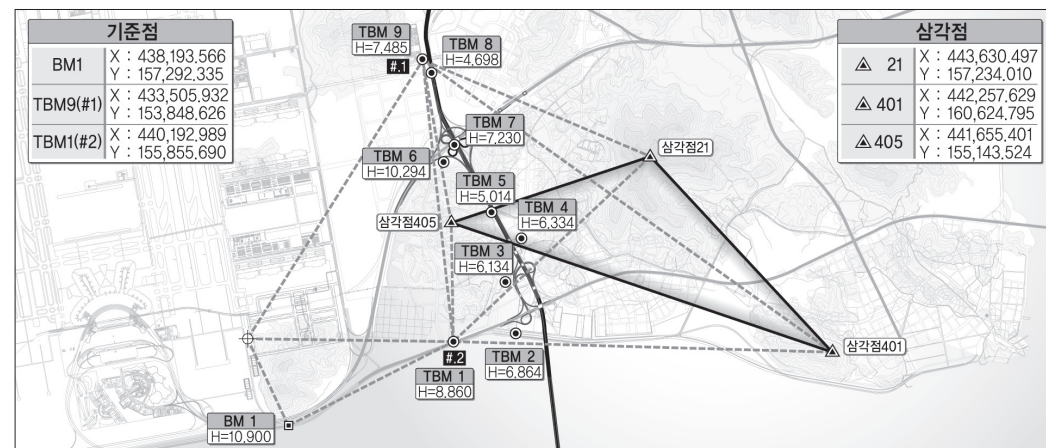 기준점
BM1
X : 438,193.566
Y : 157,292.335
TBM9(#1)
X : 433,505.932
Y : 153,848.626
TBM1(#2)
X : 440,192.989
Y : 155,855.690
삼각점
21
X : 443,630.497
Y : 157,234.010
401
X : 442,257.629
Y : 160,624.795
405
X : 441,655.401
Y : 155,143.524
TBM 9
H=7,485
#.1
TBM 8
H=4,698
TBM 7
H=7,230
TBM 6
H=10,294
삼각점21
TBM 5
H=5,014
TBM 4
H=6,334
삼각점405
TBM 3
H=6,134
#.2
TBM 1
H=8,860
TBM 2
H=6,864
삼각점401
BM 1
H=10,900